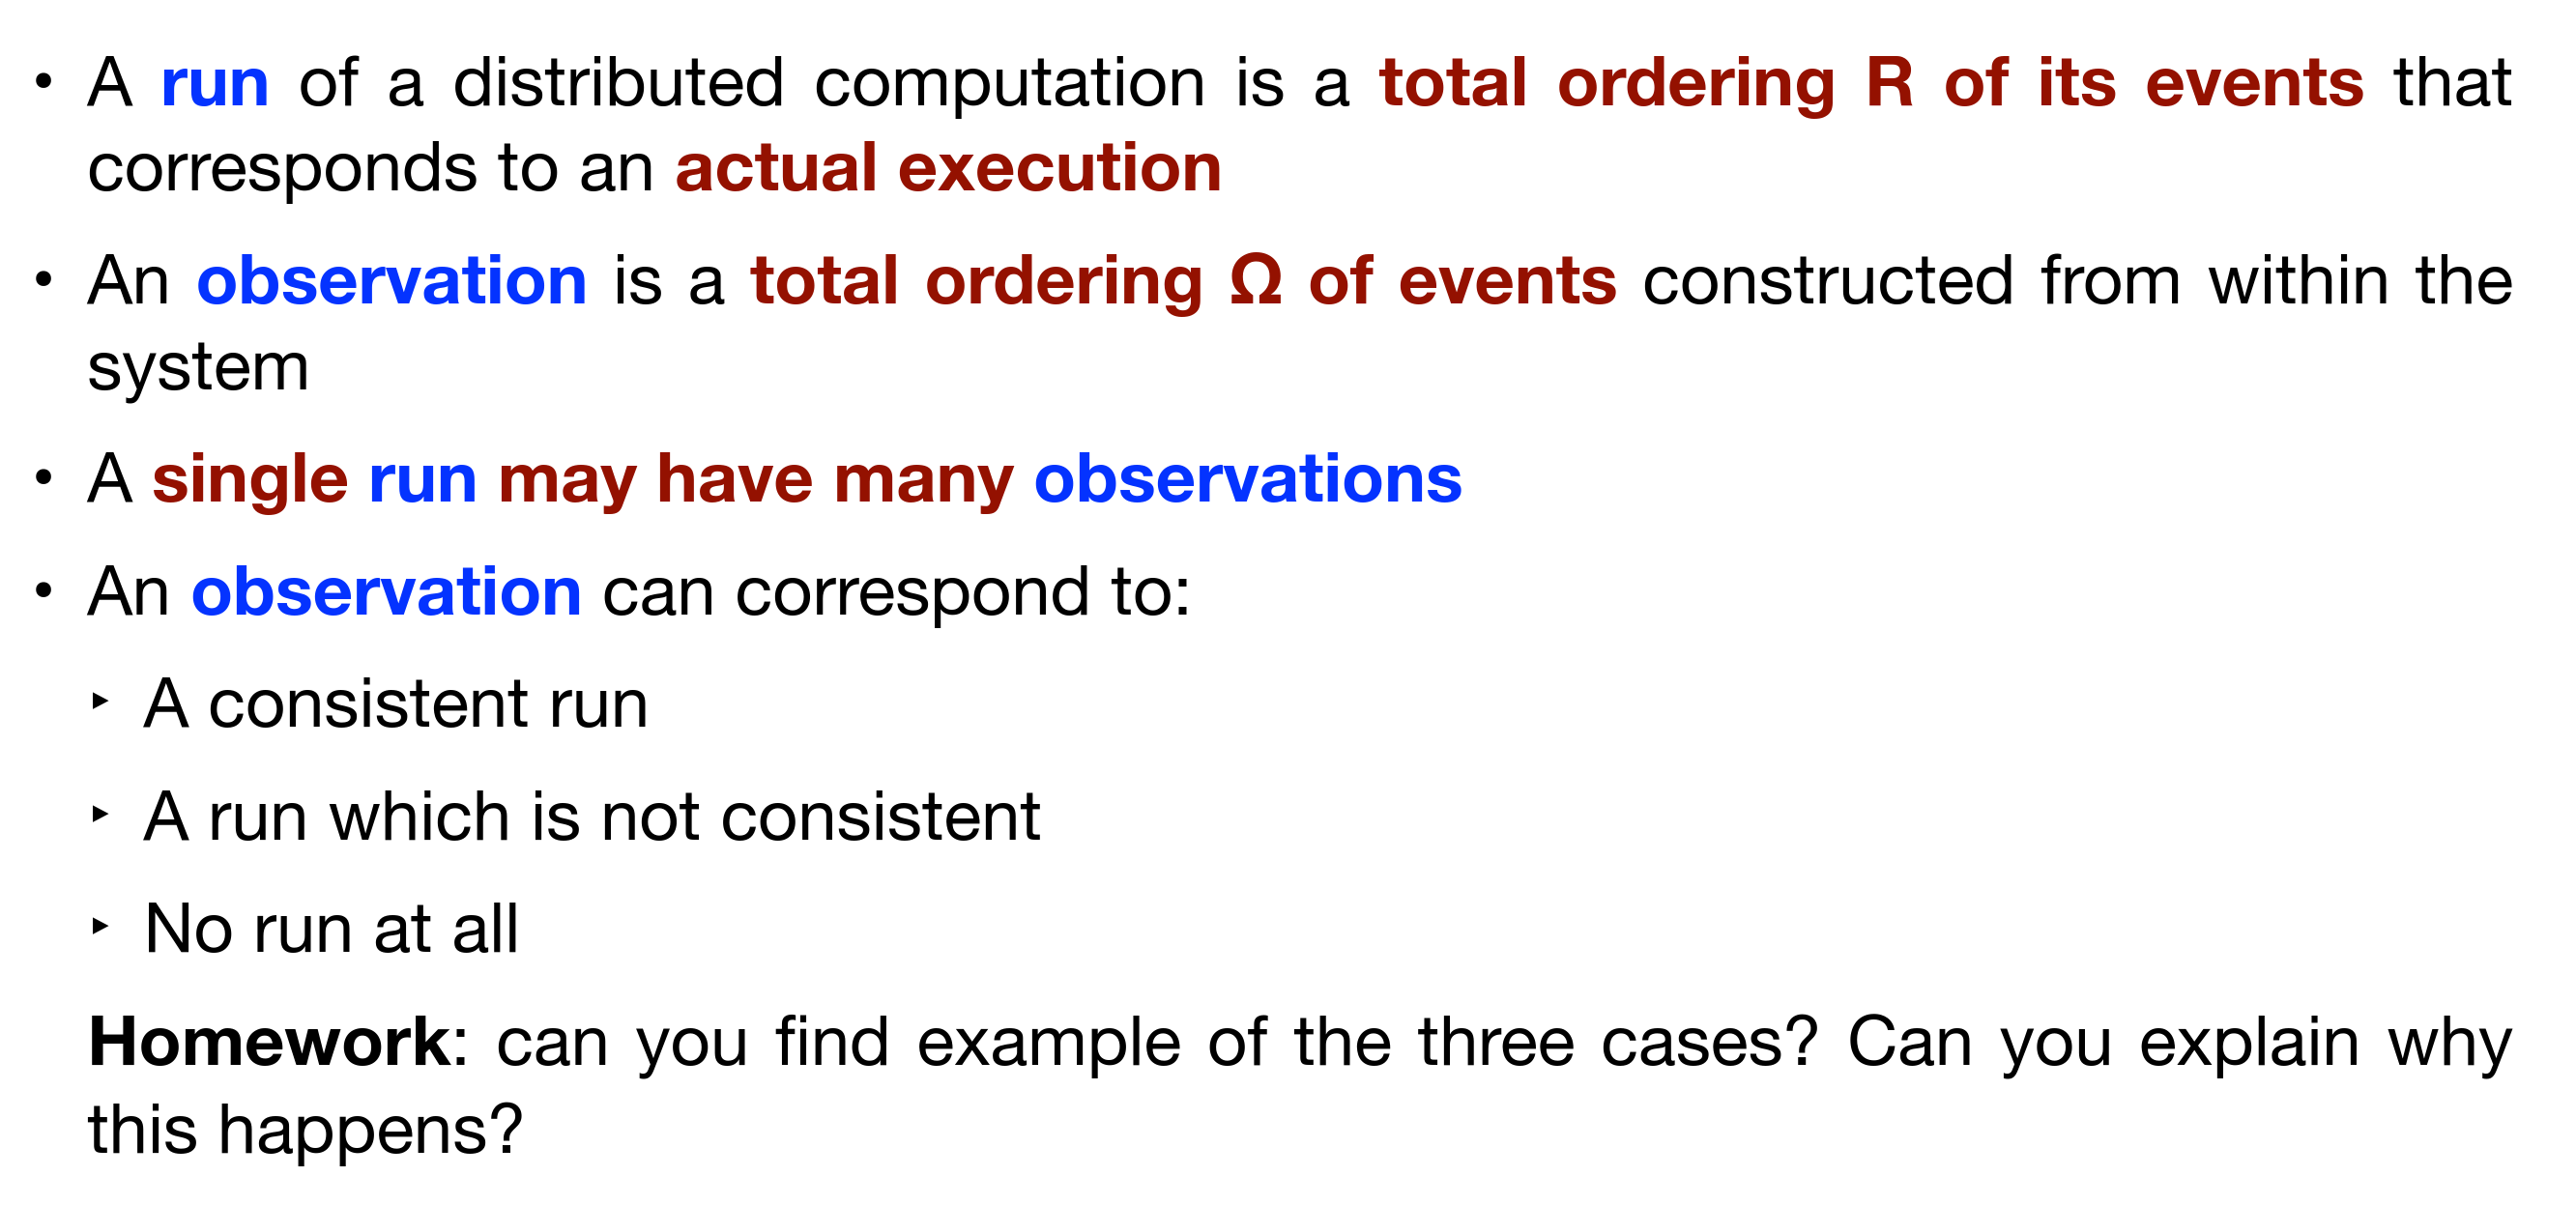 • A run of a distributed computation is a total ordering R of its events that
corresponds to an actual execution
• An observation is a total ordering Ω of events constructed from within the
system
• A single run may have many observations
• An observation can correspond to:
‣ A consistent run
‣ A run which is not consistent
‣ No run at all
Homework: can you find example of the three cases? Can you explain why
this happens?